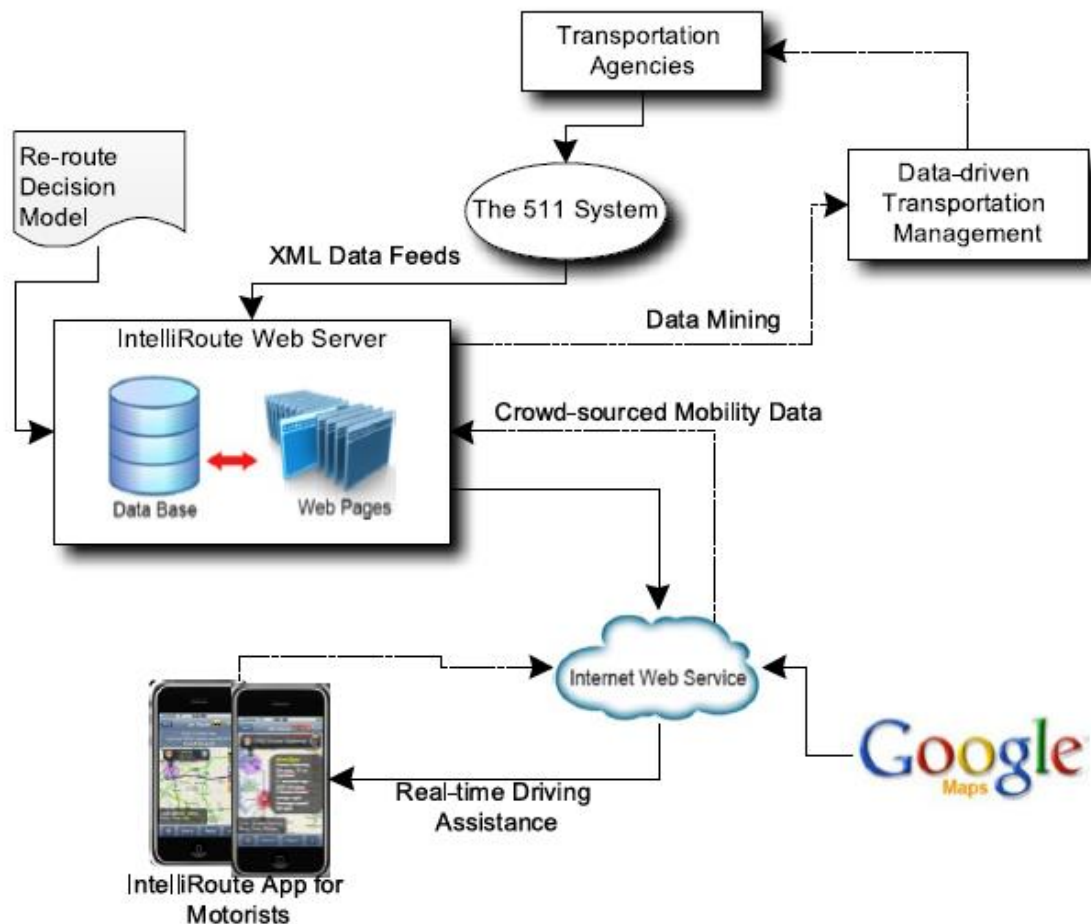 Transportation
Agencies
Re-route
Decision
Model
Data-driven
Transportation
Management
The 511 System
XML Data Feeds
IntelliRoute Web Server
Data Mining
Crowd-sourced Mobility Data
Data Base
Web Pages
Internet Web Service
Google
Maps
Real-time Driving
Assistance
IntelliRoute App for
Motorists